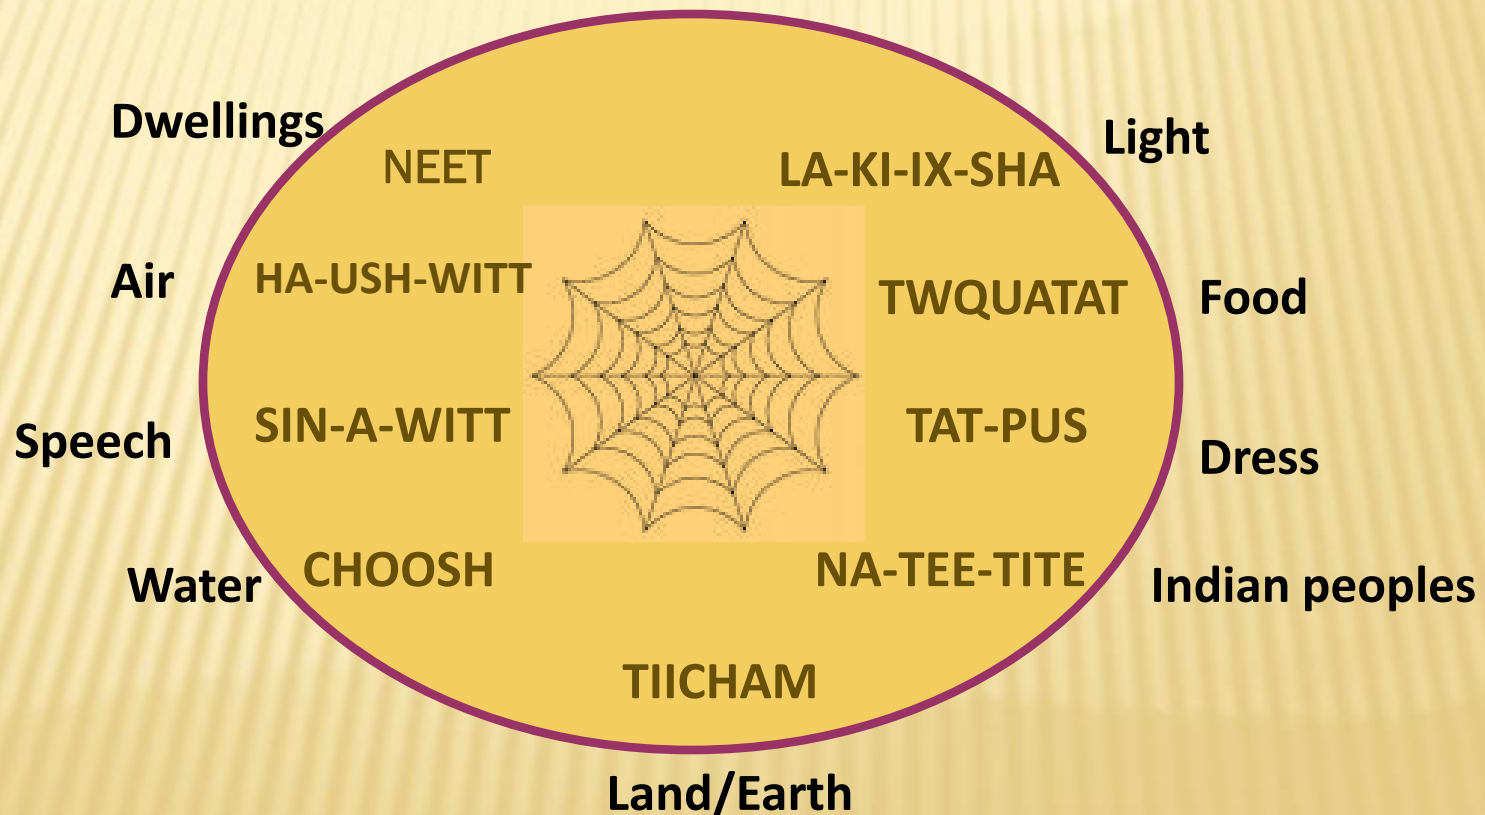 Dwellings
NEET
LA-KI-IX-SHA
Light
Air
HA-USH-WITT
TWQUATAT
Food
Speech
SIN-A-WITT
TAT-PUS
Dress
Water
CHOOSH
NA-TEE-TITE
Indian peoples
TIICHAM
Land/Earth